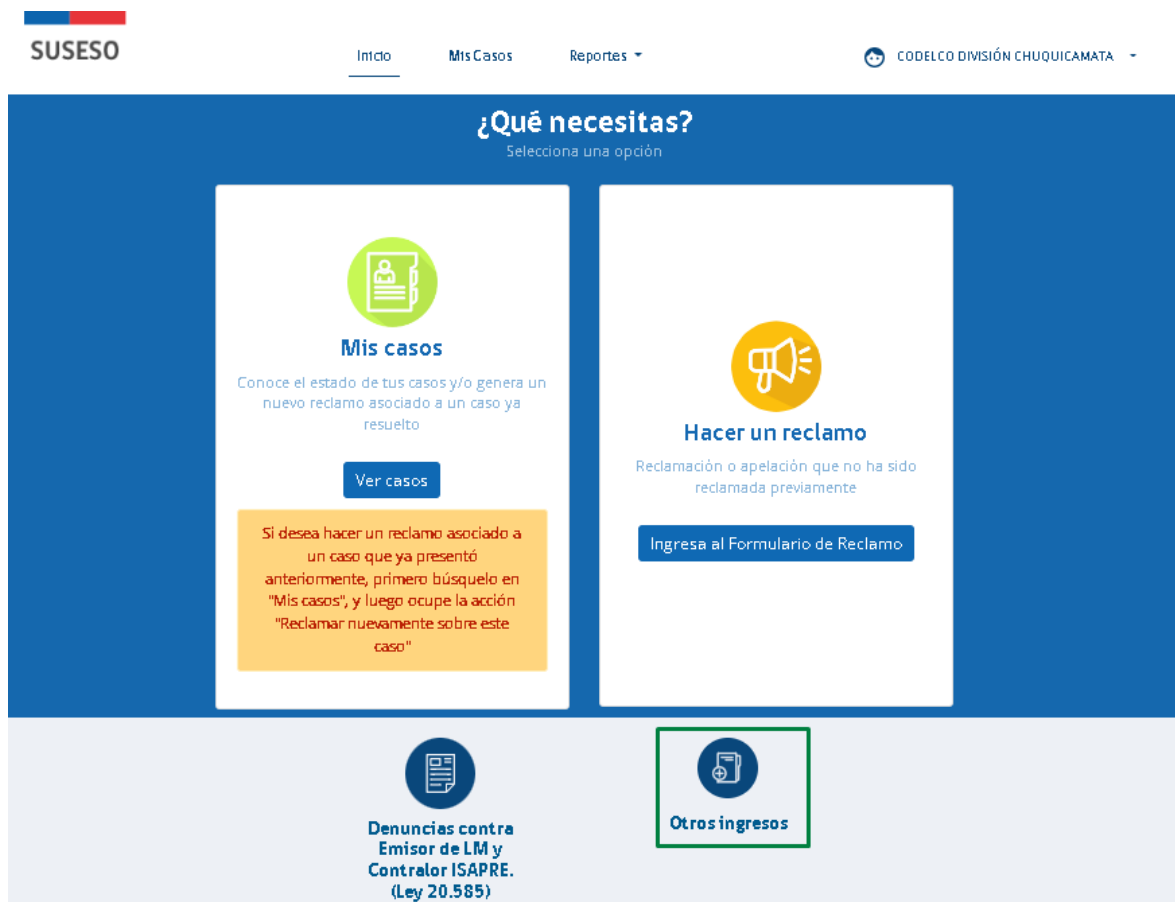 SUSESO
Inicio
Mis Casos
Reportes
CODELCO DIVISIÓN CHUQUICAMATA
¿Qué necesitas?
Selecciona una opción
Mis casos
Conoce el estado de tus casos y/o genera un
nuevo reclamo asociado a un caso ya
resuelto
Ver casos
Si desea hacer un reclamo asociado a
un caso que ya presentó
anteriormente, primero búsquelo en
"Mis casos", y luego ocupe la acción
"Reclamar nuevamente sobre este
caso"
Hacer un reclamo
Reclamación o apelación que no ha sido
reclamada previamente
Ingresa al Formulario de Reclamo
Denuncias contra
Emisor de LM y
Contralor ISAPRE.
(Ley 20.585)
Otros ingresos